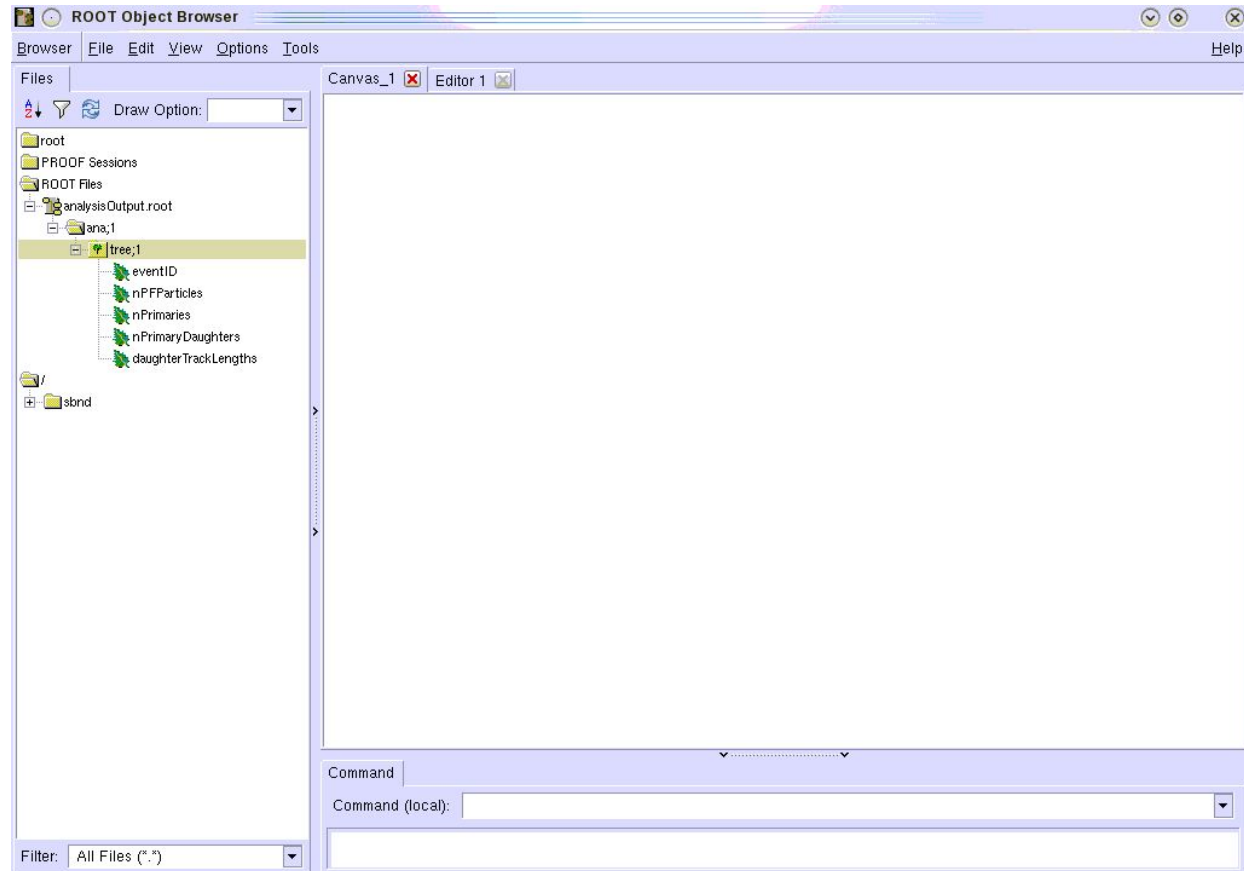 ROOT Object Browser
Browser File Edit View Options Tools Help
Files
Canvas_1 Editor 1
Draw Option:
root
PROOF Sessions
ROOT Files
analysisOutput.root
ana;1
tree;1
eventID
nPFParticles
nPrimaries
nPrimaryDaughters
daughterTrackLengths
/
sbnd
Command
Command (local):
Filter: All Files (*.*)